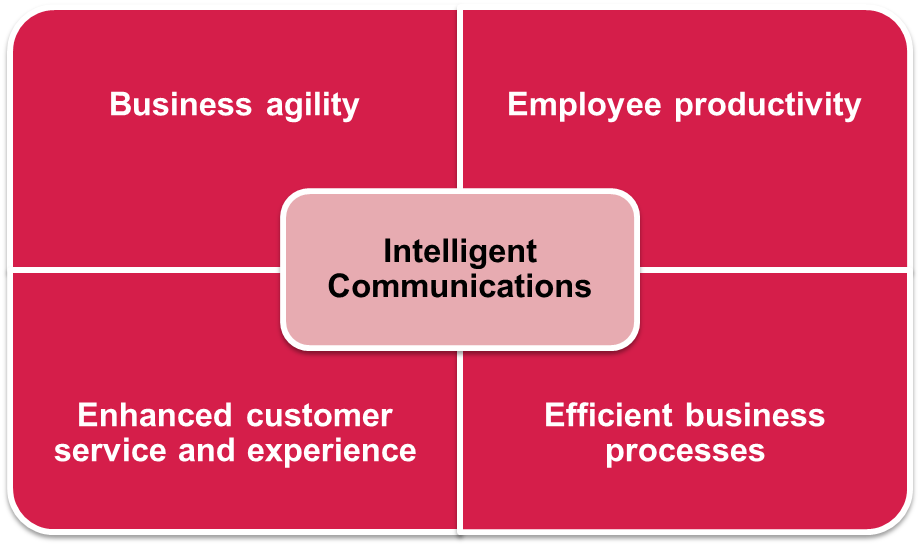 Business agility
Employee productivity
Intelligent
Communications
Enhanced customer
service and experience
Efficient business
processes